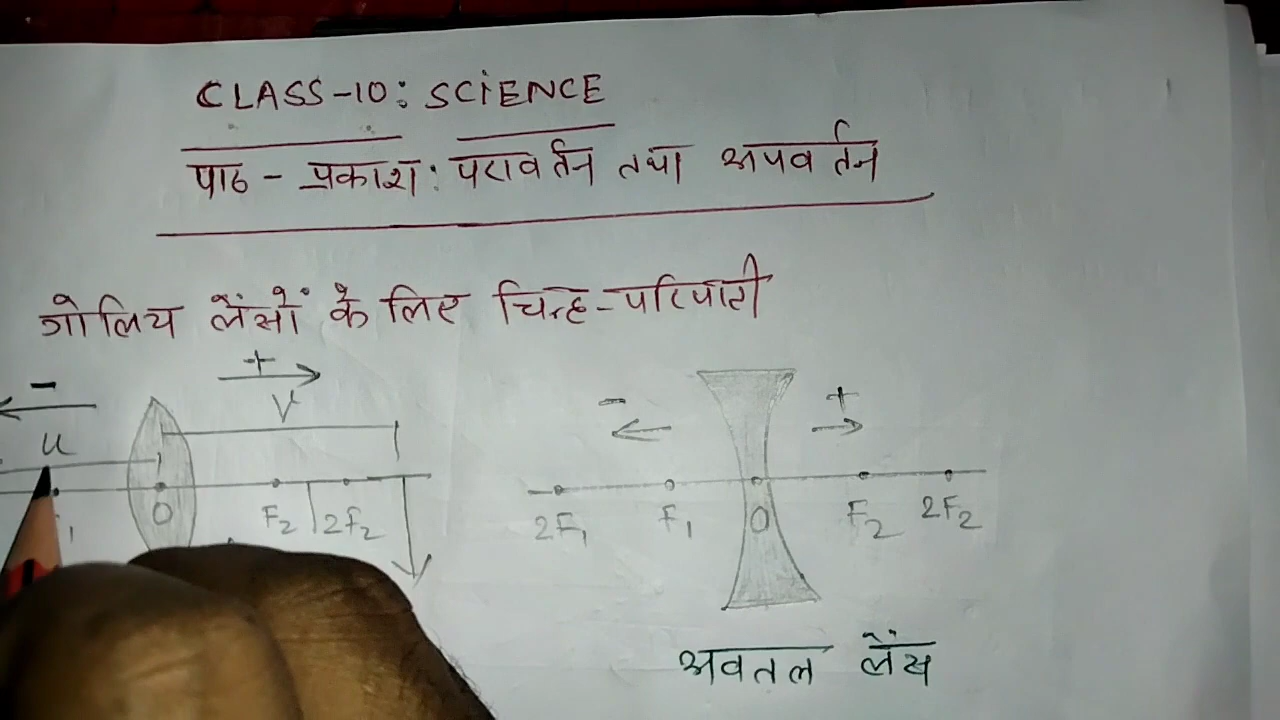 CLASS-10: SCIENCE
पाठ - प्रकाश: परावर्तन तथा अपवर्तन
गोलिय लेंसों के लिए चिन्ह-परिपाटी
- + V u
O F₂ 2F₂
- +
2F₁ F₁ O F₂ 2F₂
अवतल लेंस